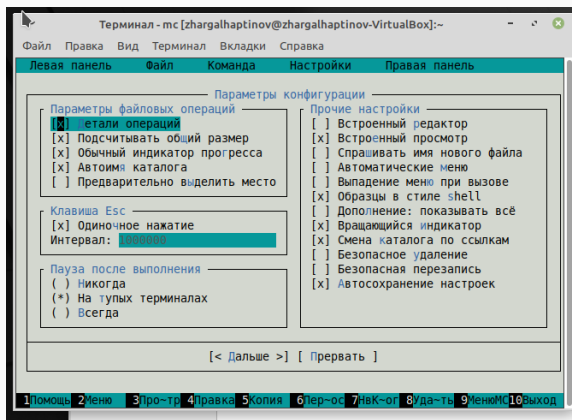 Терминал - mc [zhargalhaptinov@zhargalhaptinov-VirtualBox]:~
Файл Правка Вид Терминал Вкладки Справка
Левая панель Файл Команда Настройки Правая панель
Параметры конфигурации
Параметры файловых операций
[x] Детали операций
[x] Подсчитывать общий размер
[x] Обычный индикатор прогресса
[x] Автоимя каталога
[ ] Предварительно выделить место
Клавиша Esc
[x] Одиночное нажатие
Интервал: 1000000
Пауза после выполнения
( ) Никогда
(*) На тупых терминалах
( ) Всегда
Прочие настройки
[ ] Встроенный редактор
[x] Встроенный просмотр
[ ] Спрашивать имя нового файла
[ ] Автоматические меню
[ ] Выпадение меню при вызове
[x] Образцы в стиле shell
[ ] Дополнение: показывать всё
[x] Вращающийся индикатор
[x] Смена каталога по ссылкам
[ ] Безопасное удаление
[ ] Безопасная перезапись
[x] Автосохранение настроек
[< Дальше >] [ Прервать ]
1Помощь 2Меню 3Про~тр 4Правка 5Копия 6Пер~ос 7НвК~ог 8Уда~ть 9МенюMC 10Выход